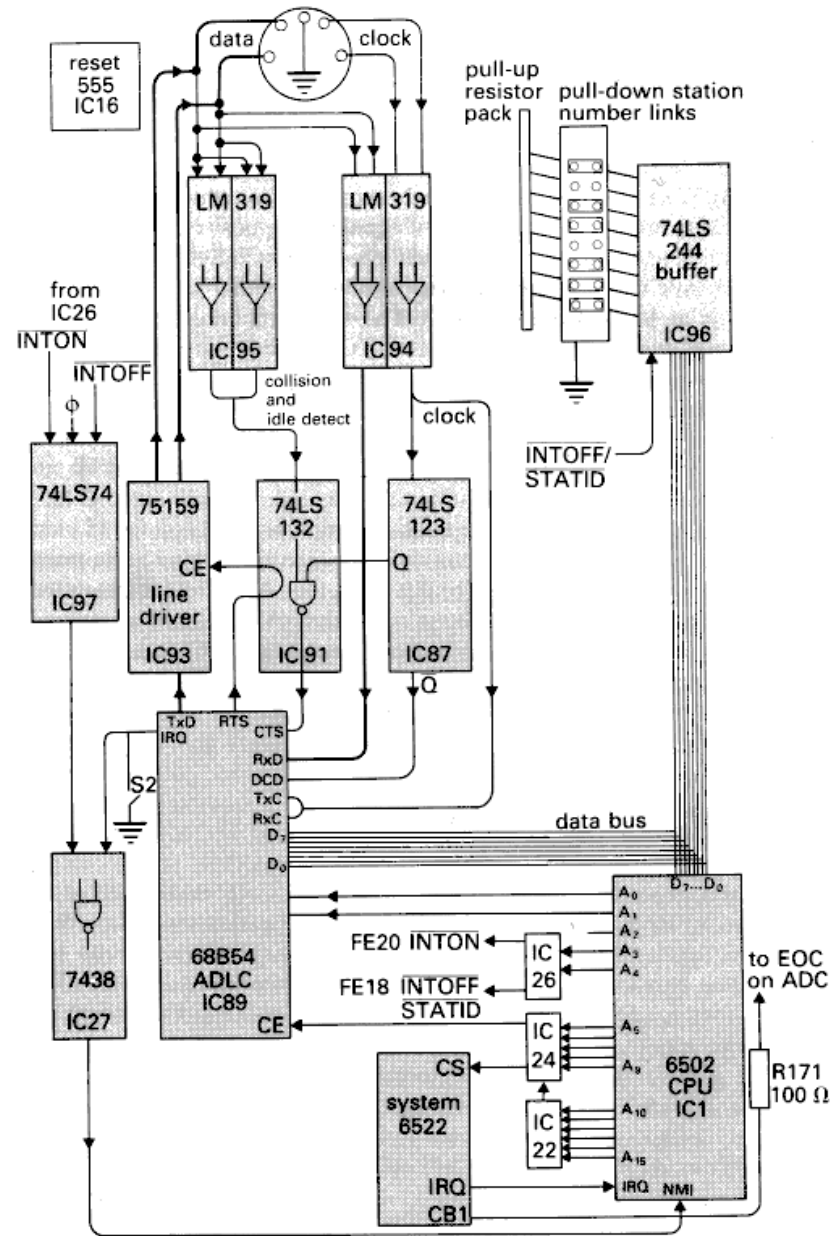 reset
555
IC16
data
clock
pull-up
resistor
pack
pull-down station
number links
LM 319
LM 319
IC 95
IC 94
74LS
244
buffer
IC96
from
IC26
INTON
INTOFF
ϕ
collision
and
idle detect
clock
INTOFF/
STATID
74LS74
IC97
75159
CE
line
driver
IC93
74LS
132
IC 91
74LS
123
Q
IC87
Q̅
TxD
RTS
IRQ
CTS
RxD
DCD
TxC
RxC
D7
D0
S2
data bus
7438
IC27
68B54
ADLC
IC89
CE
FE20 INTON
FE18 INTOFF
STATID
IC
26
IC
24
IC
22
D7...D0
A0
A1
A2
A3
A4
A5
A9
A10
A15
6502
CPU
IC1
IRQ NMI
to EOC
on ADC
R171
100 Ω
CS
system
6522
IRQ
CB1